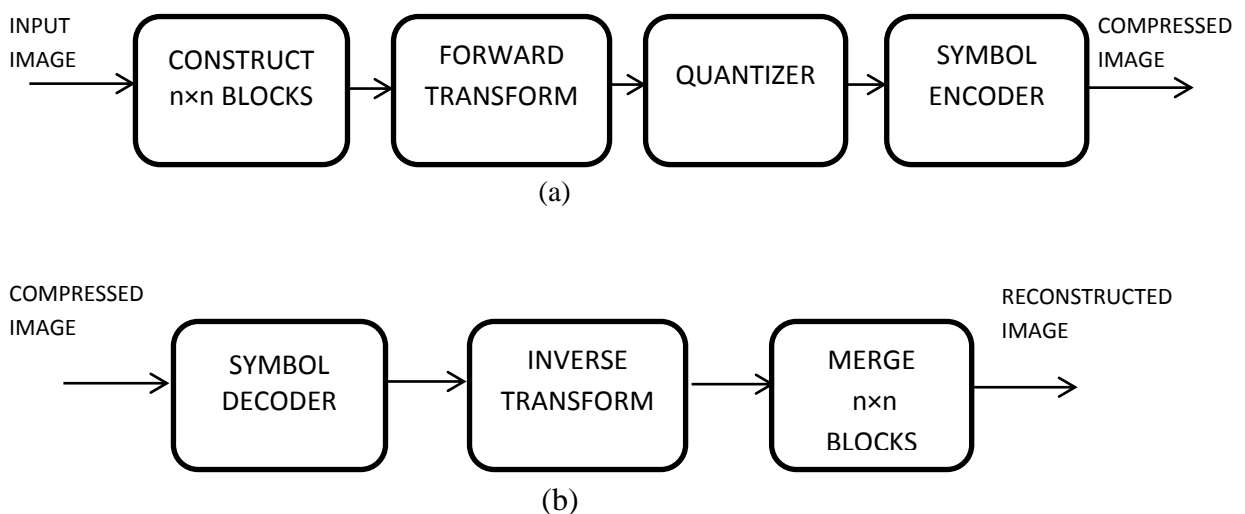 INPUT
IMAGE
CONSTRUCT
n×n BLOCKS
FORWARD
TRANSFORM
QUANTIZER
SYMBOL
ENCODER
COMPRESSED
IMAGE
(a)
COMPRESSED
IMAGE
SYMBOL
DECODER
INVERSE
TRANSFORM
MERGE
n×n
BLOCKS
RECONSTRUCTED
IMAGE
(b)